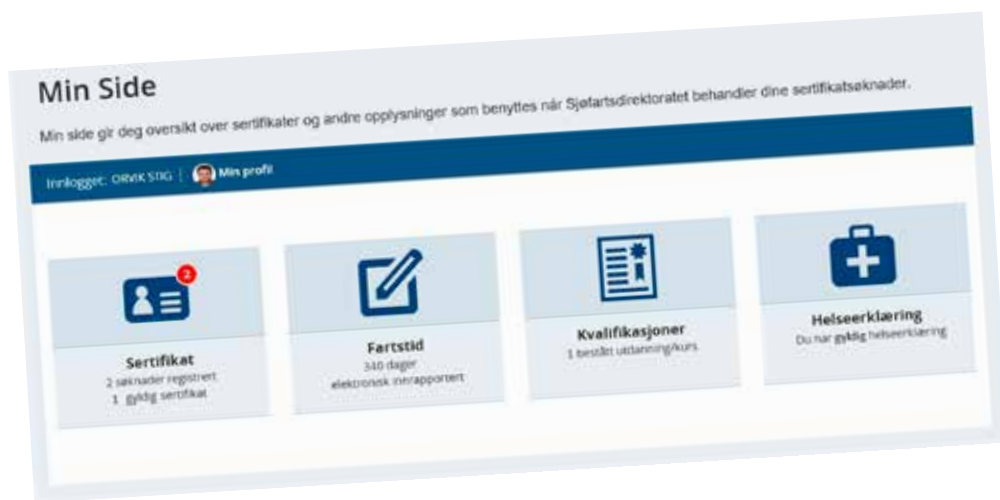 Min Side
Min side gir deg oversikt over sertifikater og andre opplysninger som benyttes når Sjøfartsdirektoratet behandler dine sertifikatsøknader.
Innlogget: ORVIK STIG | Min profil
2
Sertifikat
2 søknader registrert
1 gyldig sertifikat
Fartstid
340 dager
elektronisk innrapportert
Kvalifikasjoner
1 bestått utdanning/kurs
Helseerklæring
Du har gyldig helseerklæring